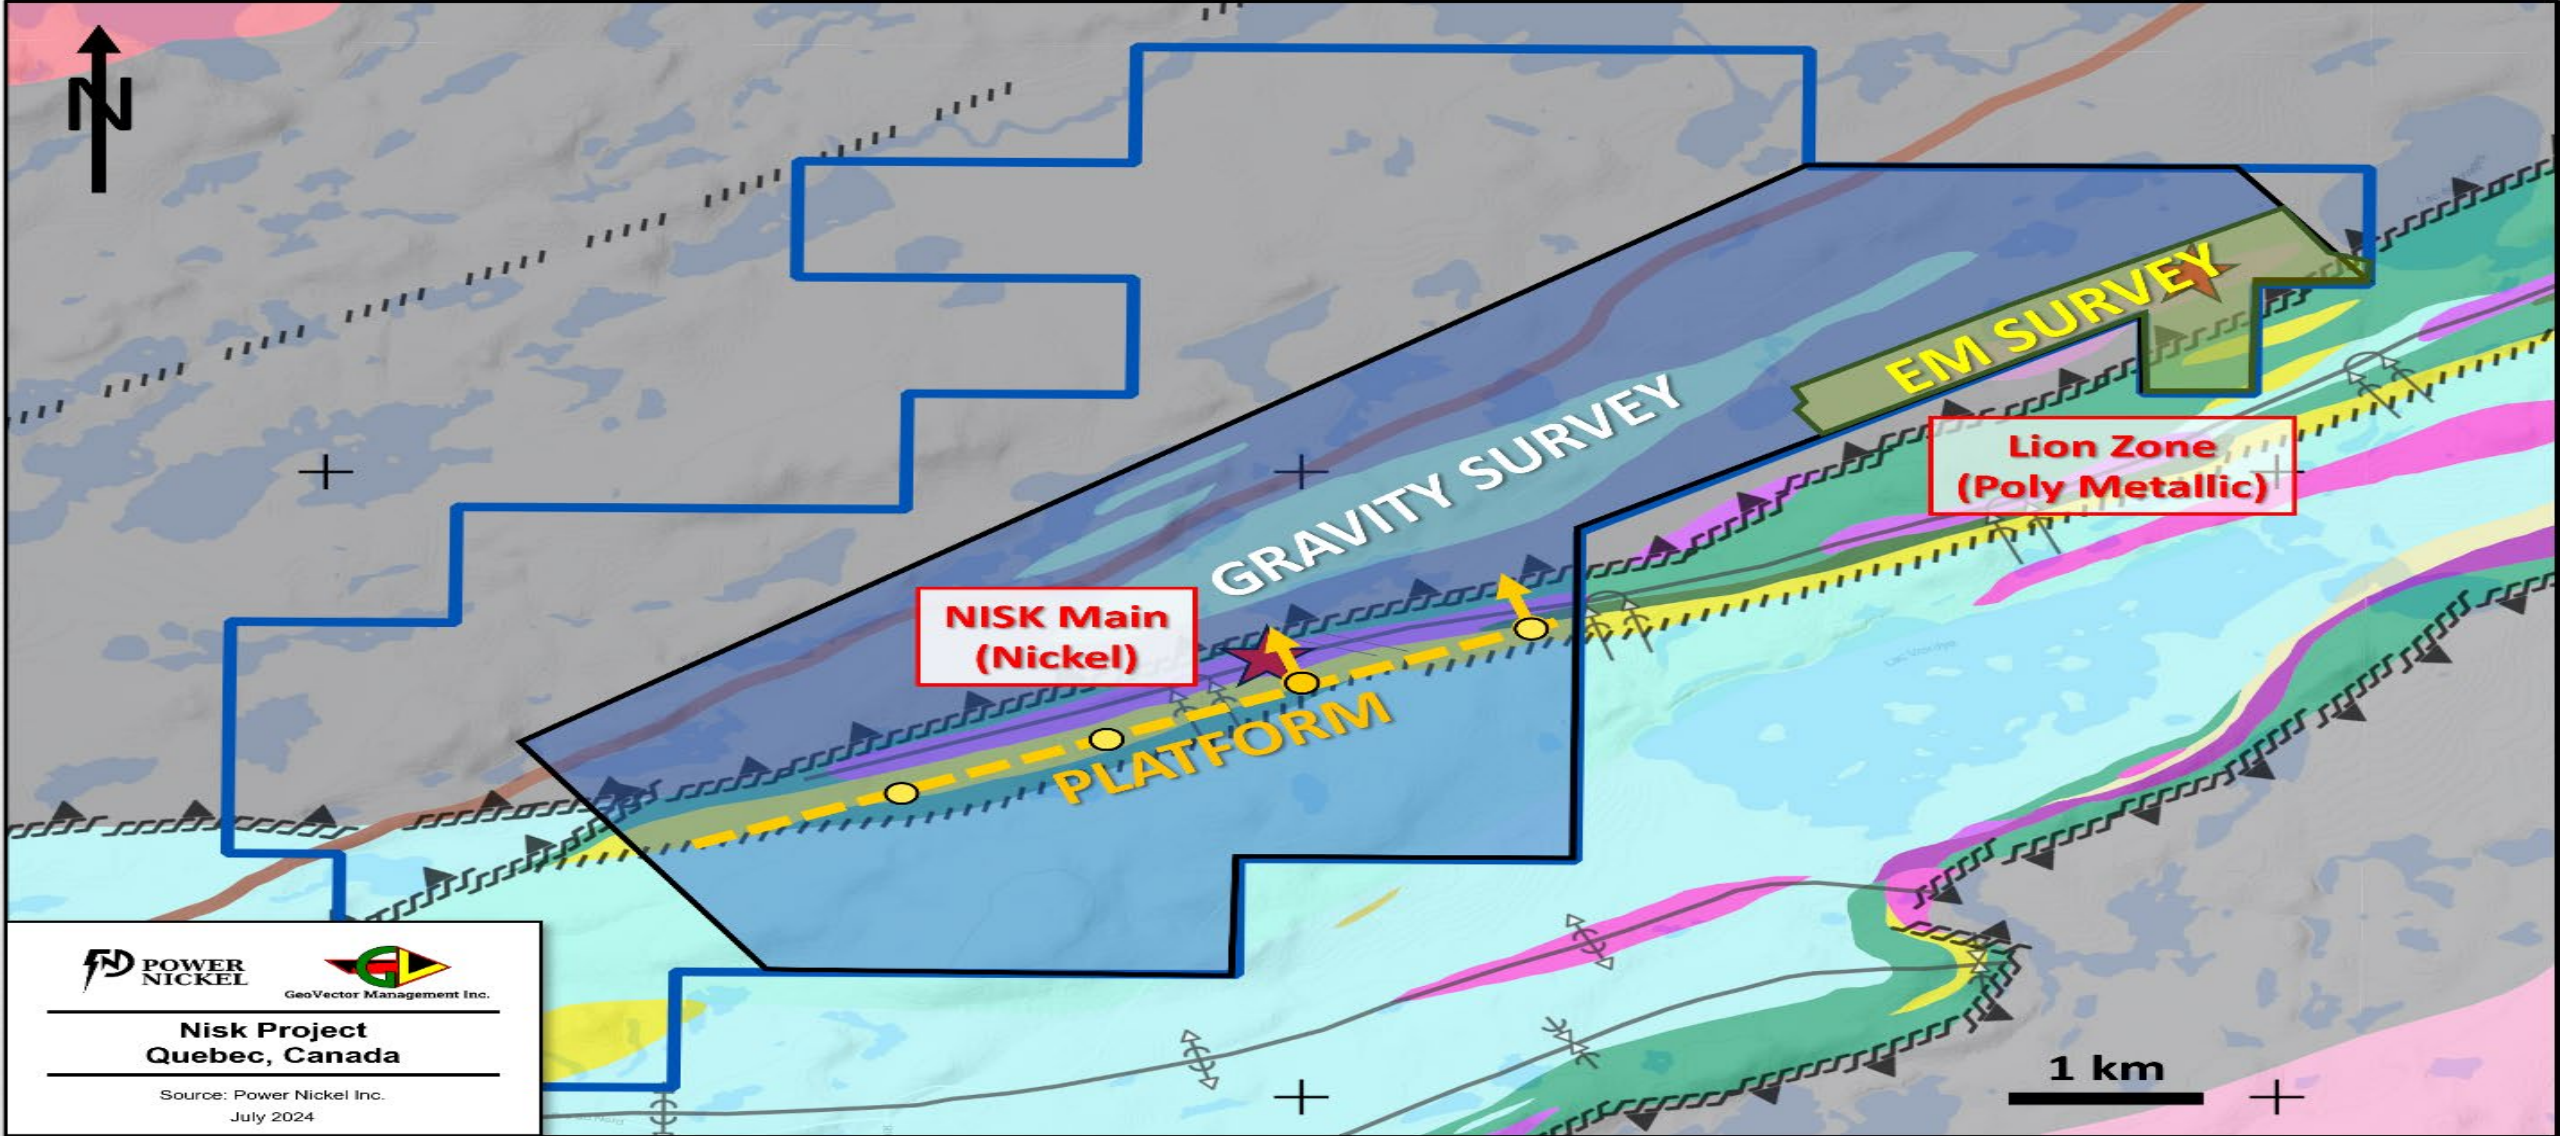 N
GRAVITY SURVEY
EM SURVEY
Lion Zone
(Poly Metallic)
NISK Main
(Nickel)
PLATFORM
POWER
NICKEL
GeoVector Management Inc.
Nisk Project
Quebec, Canada
Source: Power Nickel Inc.
July 2024
1 km